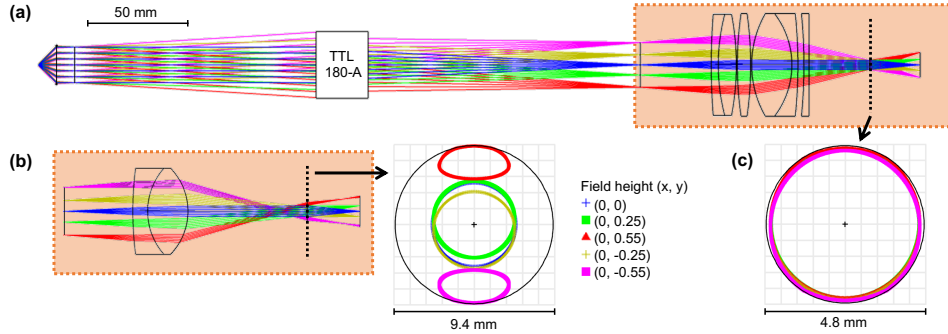 (a)
50 mm
TTL
180-A
(b)
(c)
Field height (x, y)
(0, 0)
(0, 0.25)
(0, 0.55)
(0, -0.25)
(0, -0.55)
9.4 mm
4.8 mm